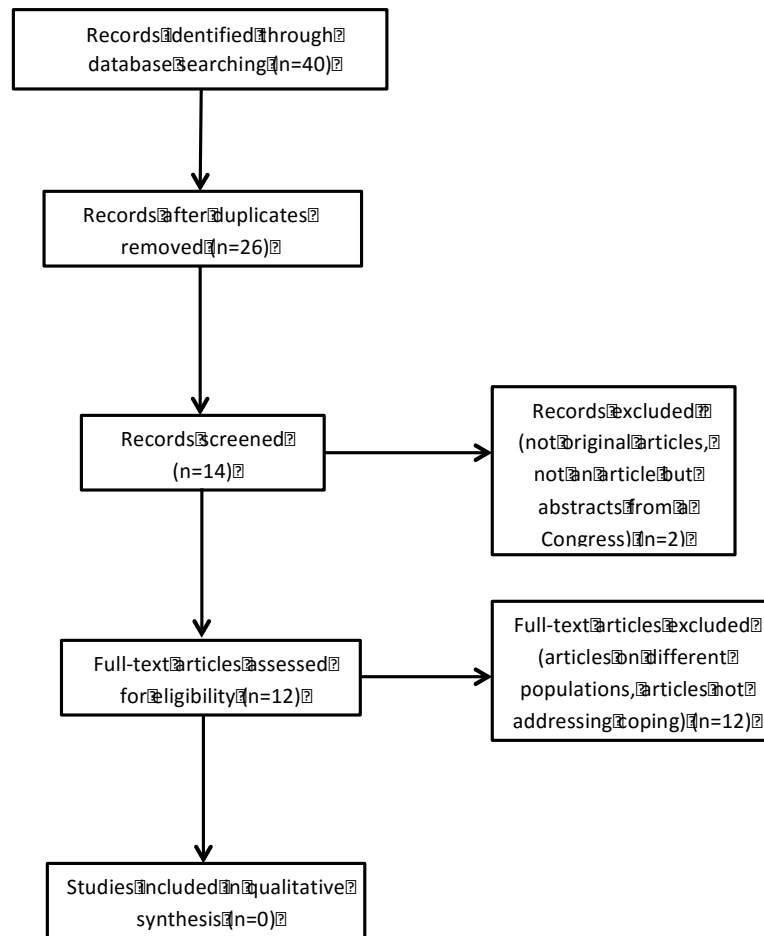 Records identified through
database searching (n=40)
Records after duplicates
removed (n=26)
Records screened
(n=14)
Records excluded
(not original articles,
not an article but
abstracts from a
Congress) (n=2)
Full-text articles assessed
for eligibility (n=12)
Full-text articles excluded
(articles on different
populations, articles not
addressing coping) (n=12)
Studies included in qualitative
synthesis (n=0)